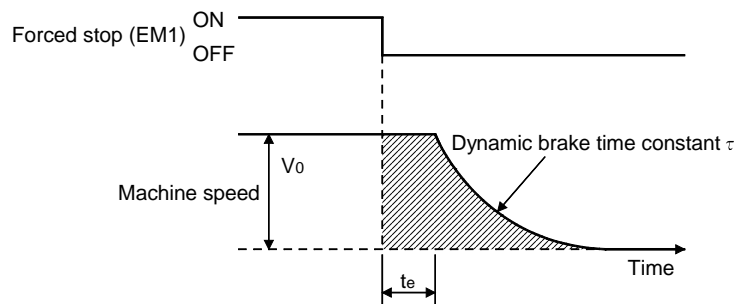 ON
Forced stop (EM1)
OFF
Dynamic brake time constant τ
V0
Machine speed
Time
te